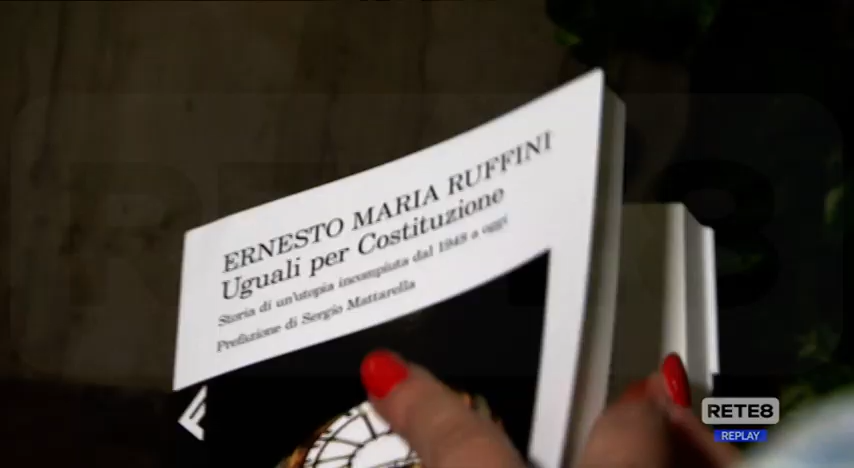 ERNESTO MARIA RUFFINI
Uguali per Costituzione
Storia di un'utopia incompiuta dal 1948 a oggi
Prefazione di Sergio Mattarella
RETE8
REPLAY